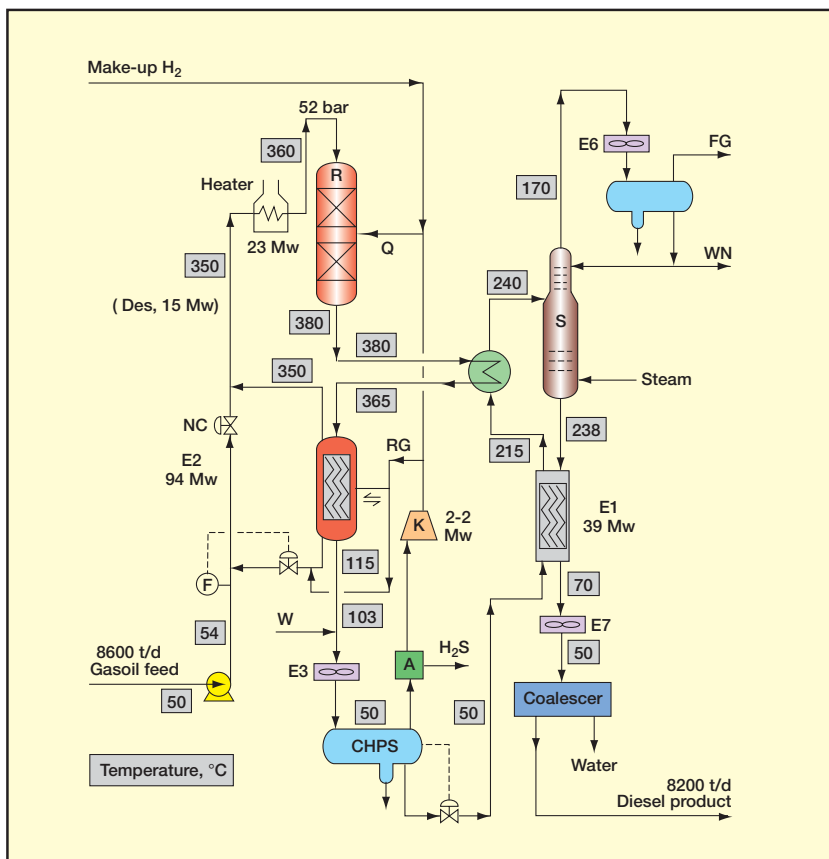 Make-up H₂
52 bar
360
E6
FG
Heater
R
170
23 Mw
Q
WN
350
240
S
( Des, 15 Mw)
380
380
350
365
Steam
NC
RG
215
238
E2
94 Mw
K
2-2
Mw
E1
39 Mw
115
F
70
103
W
E7
54
H₂S
8600 t/d
Gasoil feed
E3
A
50
50
50
50
Coalescer
CHPS
Temperature, °C
Water
8200 t/d
Diesel product